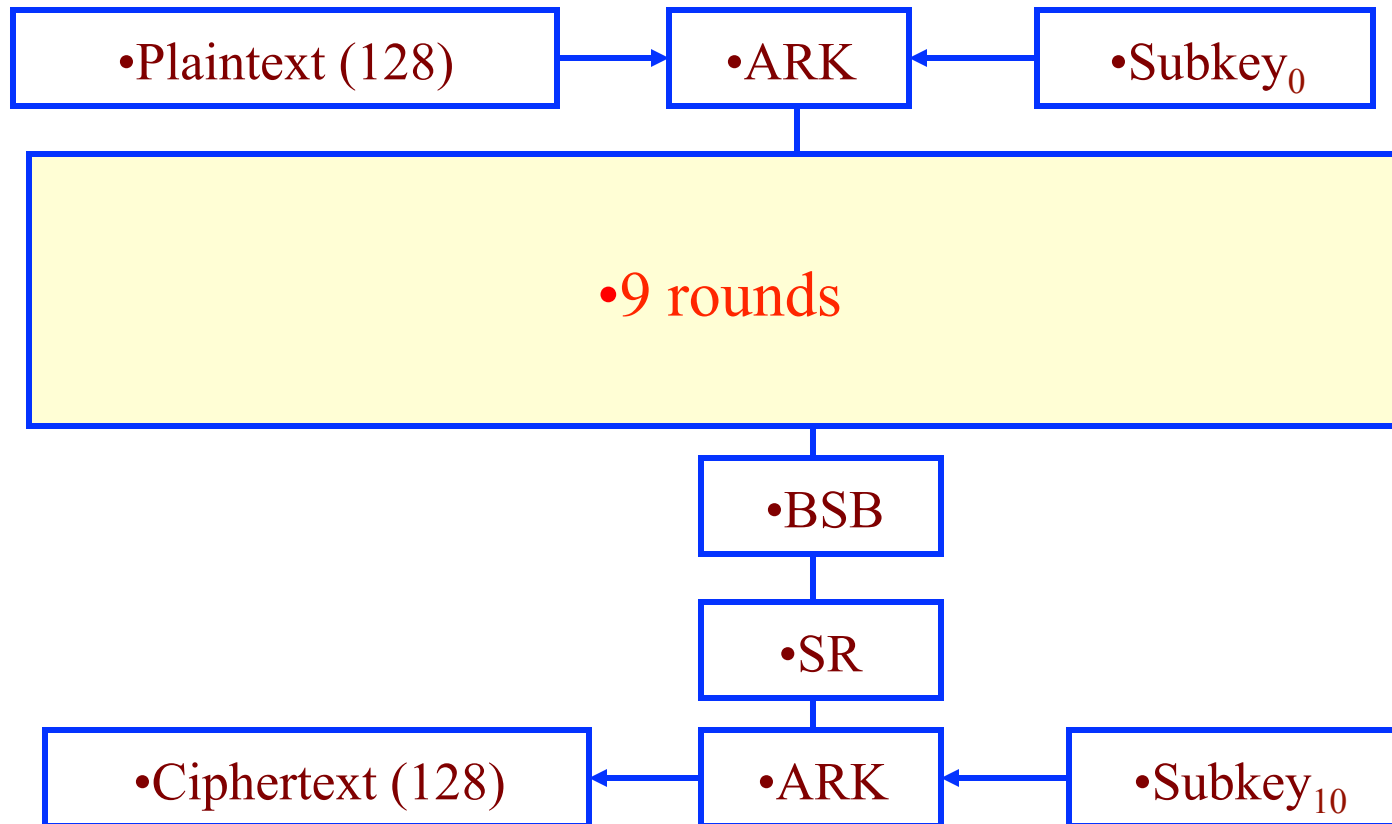 •Plaintext (128)
•ARK
•Subkey₀
•9 rounds
•BSB
•SR
•Ciphertext (128)
•ARK
•Subkey₁₀